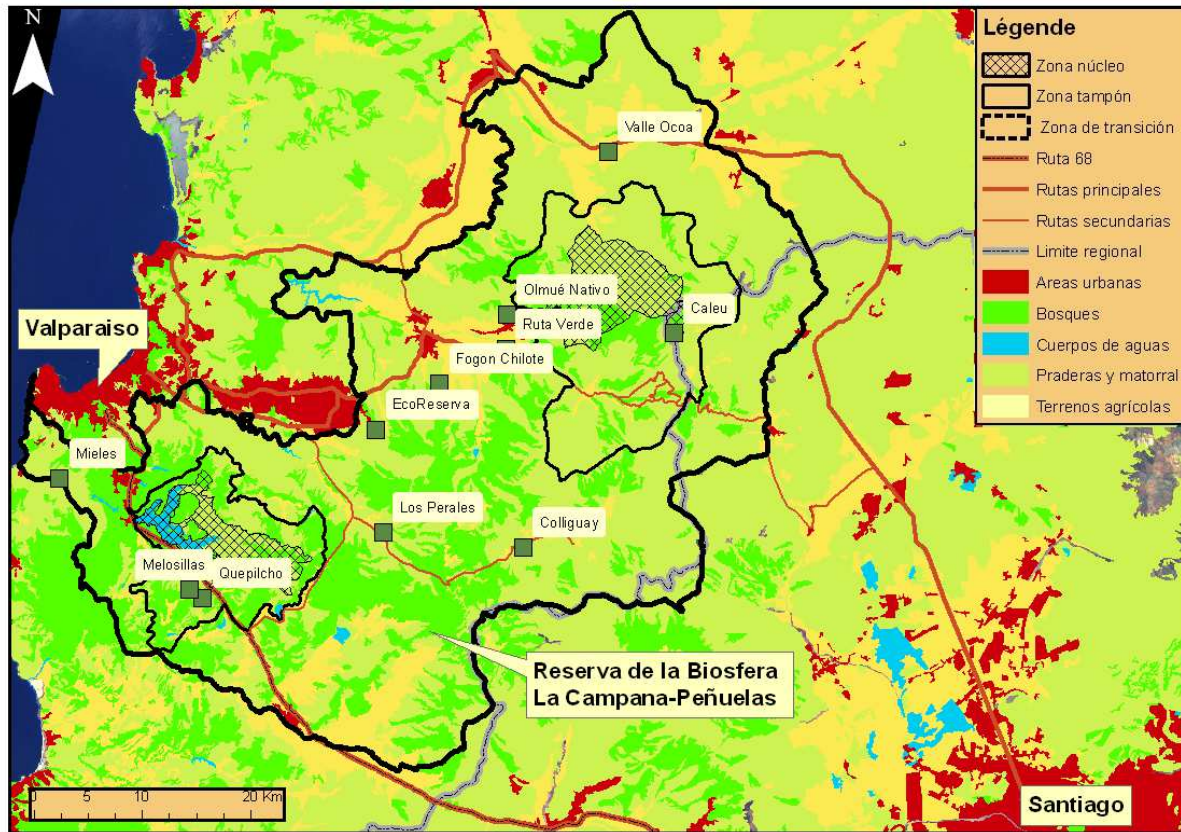 N
Légende
Zona núcleo
Zona tampón
Zona de transición
Ruta 68
Rutas principales
Rutas secundarias
Limite regional
Areas urbanas
Bosques
Cuerpos de aguas
Praderas y matorral
Terrenos agrícolas
Valle Ocoa
Olmué Nativo
Ruta Verde
Caleu
Fogon Chilote
EcoReserva
Valparaiso
Mieles
Los Perales
Colliguay
Melosillas
Quepilcho
Reserva de la Biosfera
La Campana-Peñuelas
Santiago
0 5 10 20 Km